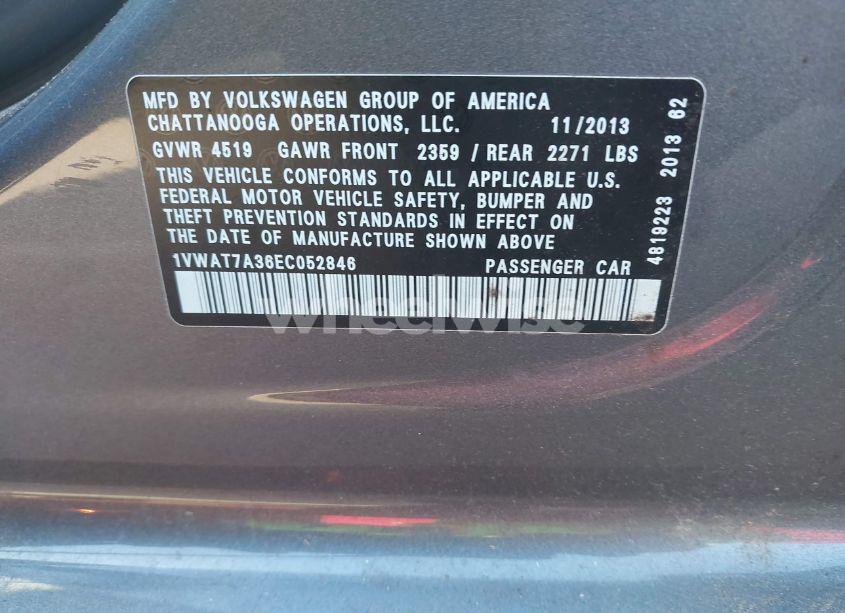 MFD BY VOLKSWAGEN GROUP OF AMERICA
CHATTANOOGA OPERATIONS, LLC. 11/2013
GVWR 4519 GAWR FRONT 2359 / REAR 2271 LBS
THIS VEHICLE CONFORMS TO ALL APPLICABLE U.S.
FEDERAL MOTOR VEHICLE SAFETY, BUMPER AND
THEFT PREVENTION STANDARDS IN EFFECT ON
THE DATE OF MANUFACTURE SHOWN ABOVE
1VWAT7A36EC052846 PASSENGER CAR
4819223 2013 62
wheelwise